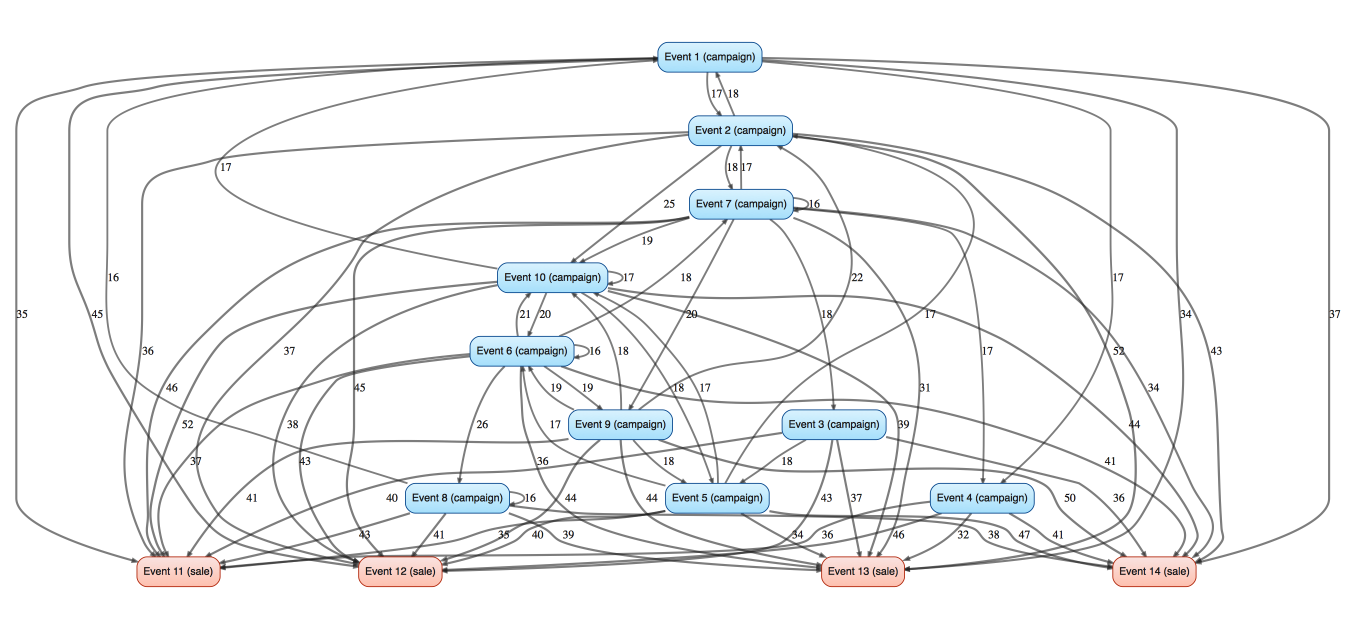 Event 1 (campaign)
17 18
Event 2 (campaign)
17 18 17
Event 7 (campaign) 16
25
19
Event 10 (campaign) 17
16 18 22 17
35 45 21 20 20 18 17 34 37
Event 6 (campaign) 16
36 37 18 17 52 43
46 45 19 19 18 17 31 34
52 38 26 17 Event 9 (campaign) Event 3 (campaign) 39 44
37 43 36 18 18 41
41 40 Event 8 (campaign) 16 44 Event 5 (campaign) 44 43 37 Event 4 (campaign) 50 36
43 41 35 40 39 34 36 46 32 38 47 41
Event 11 (sale) Event 12 (sale) Event 13 (sale) Event 14 (sale)